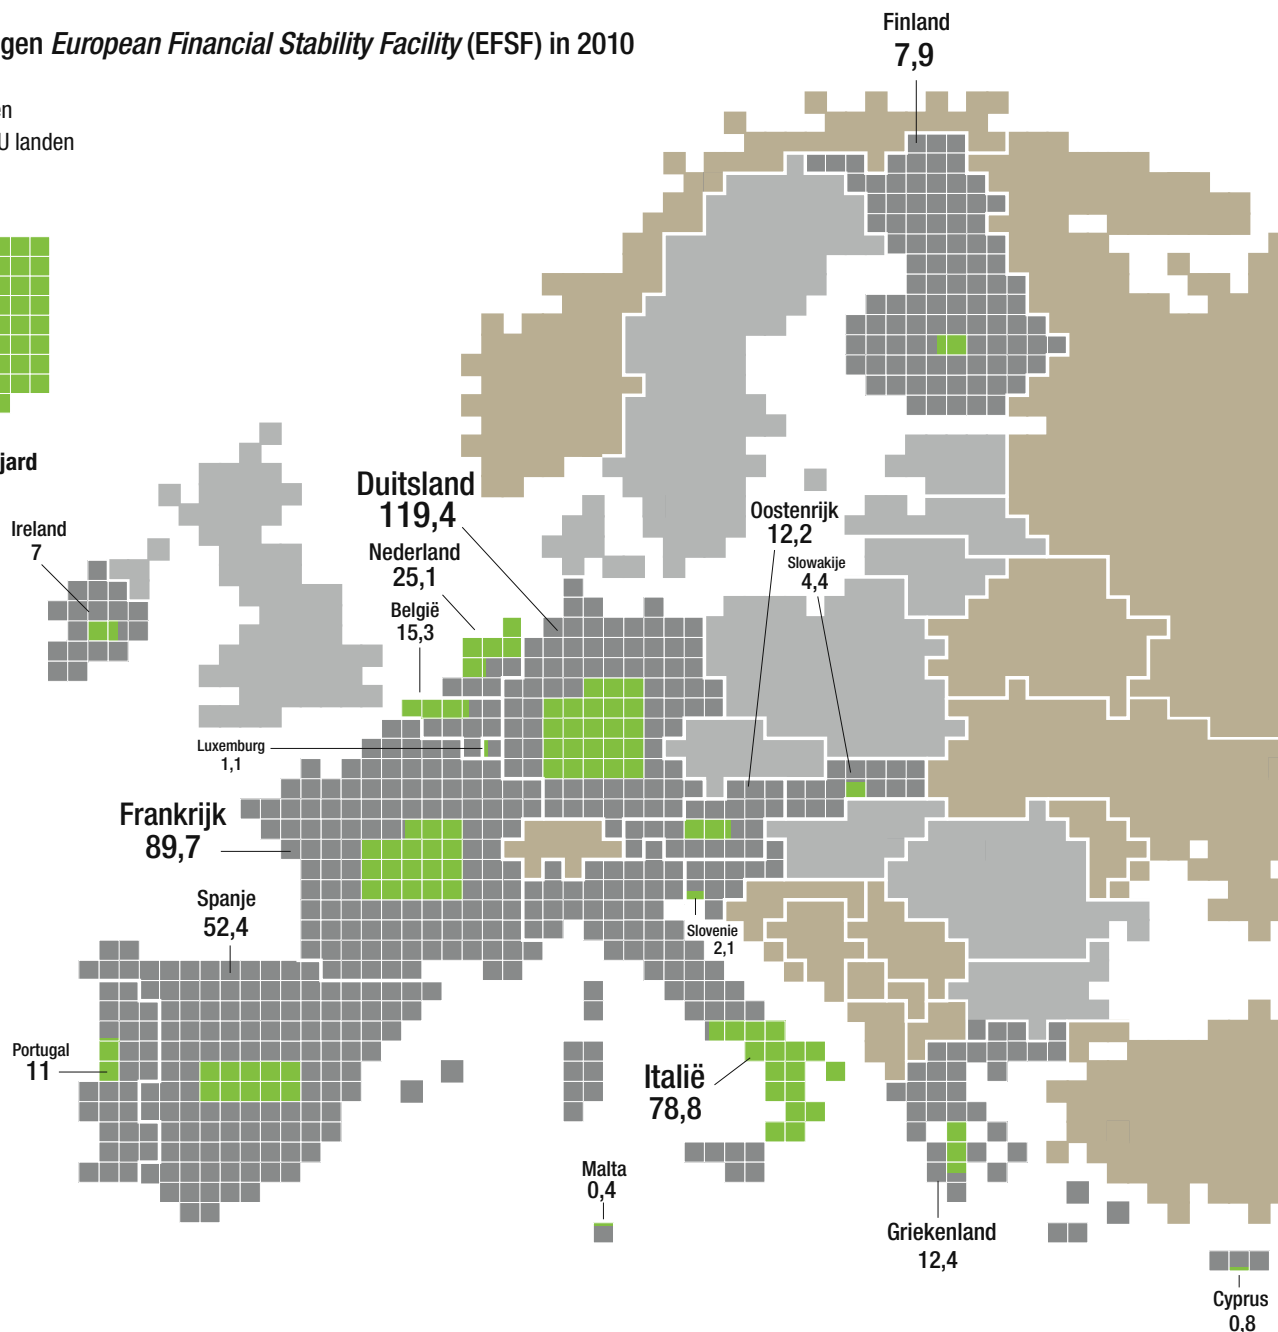 gen European Financial Stability Facility (EFSF) in 2010
Finland
7,9
en
U landen
jard
Duitsland
119,4
Nederland
25,1
België
15,3
Oostenrijk
12,2
Slowakije
4,4
Ireland
7
Luxemburg
1,1
Frankrijk
89,7
Spanje
52,4
Slovenie
2,1
Portugal
11
Italië
78,8
Malta
0,4
Griekenland
12,4
Cyprus
0,8